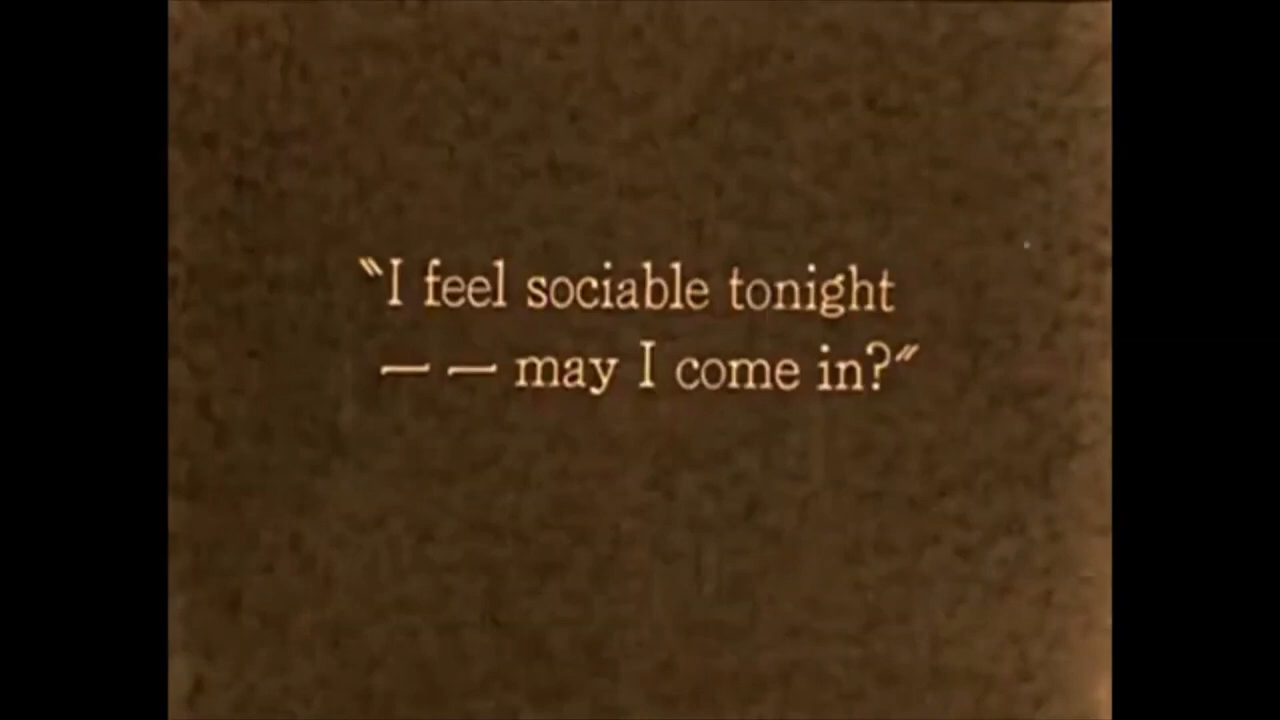 "I feel sociable tonight
— — may I come in?"